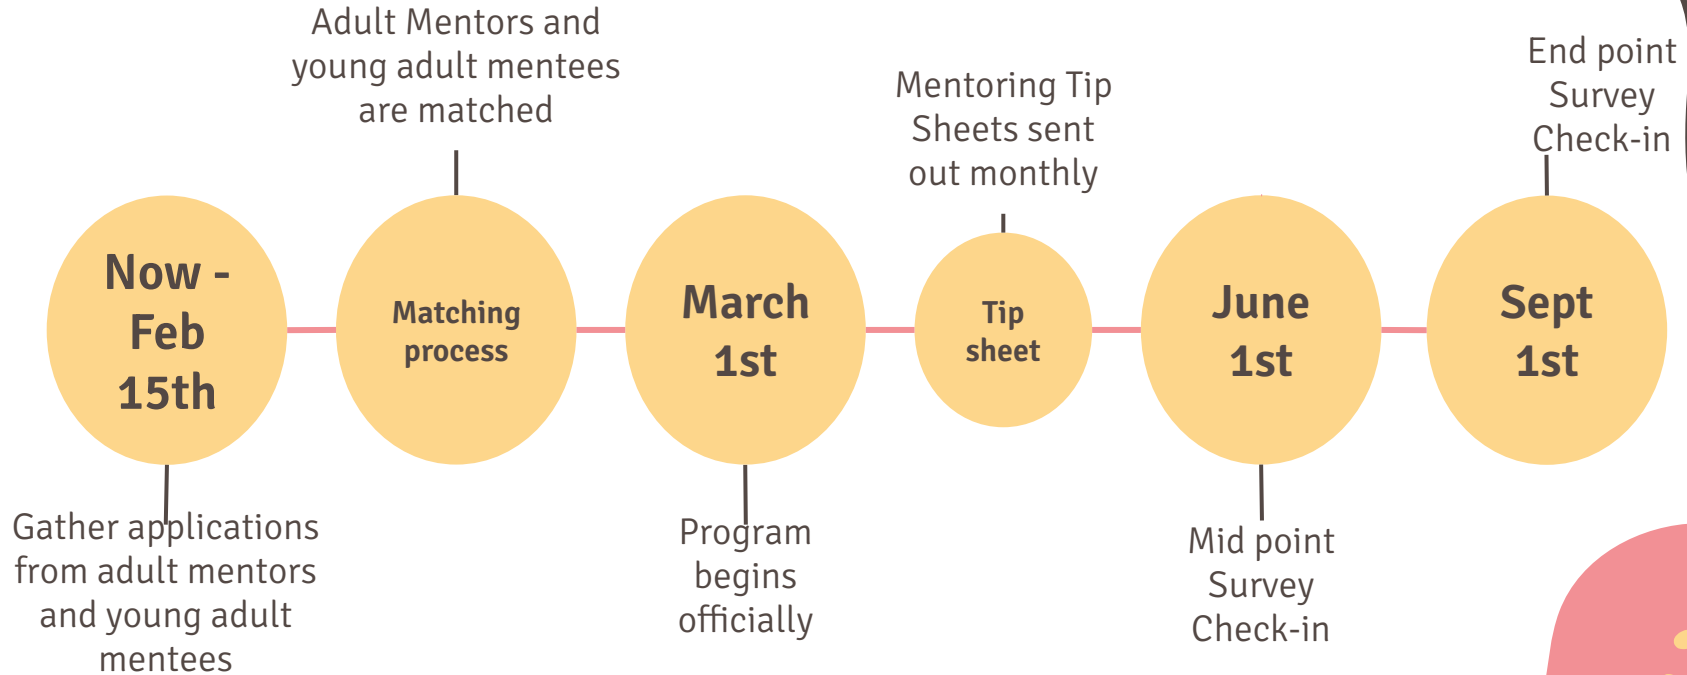 Adult Mentors and
young adult mentees
are matched
Mentoring Tip
Sheets sent
out monthly
End point
Survey
Check-in
Now -
Feb
15th
Matching
process
March
1st
Tip
sheet
June
1st
Sept
1st
Gather applications
from adult mentors
and young adult
mentees
Program
begins
officially
Mid point
Survey
Check-in